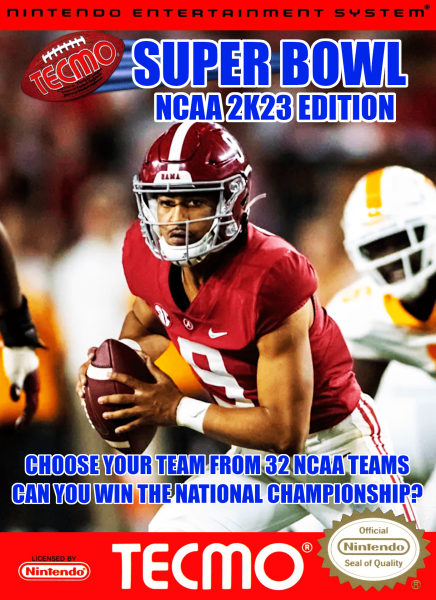 NINTENDO ENTERTAINMENT SYSTEM®
TECMO
SUPER BOWL
NCAA 2K23 EDITION
BAMA
9
CHOOSE YOUR TEAM FROM 32 NCAA TEAMS
CAN YOU WIN THE NATIONAL CHAMPIONSHIP?
LICENSED BY
Nintendo®
TECMO®
Official
Nintendo
Seal of Quality
®